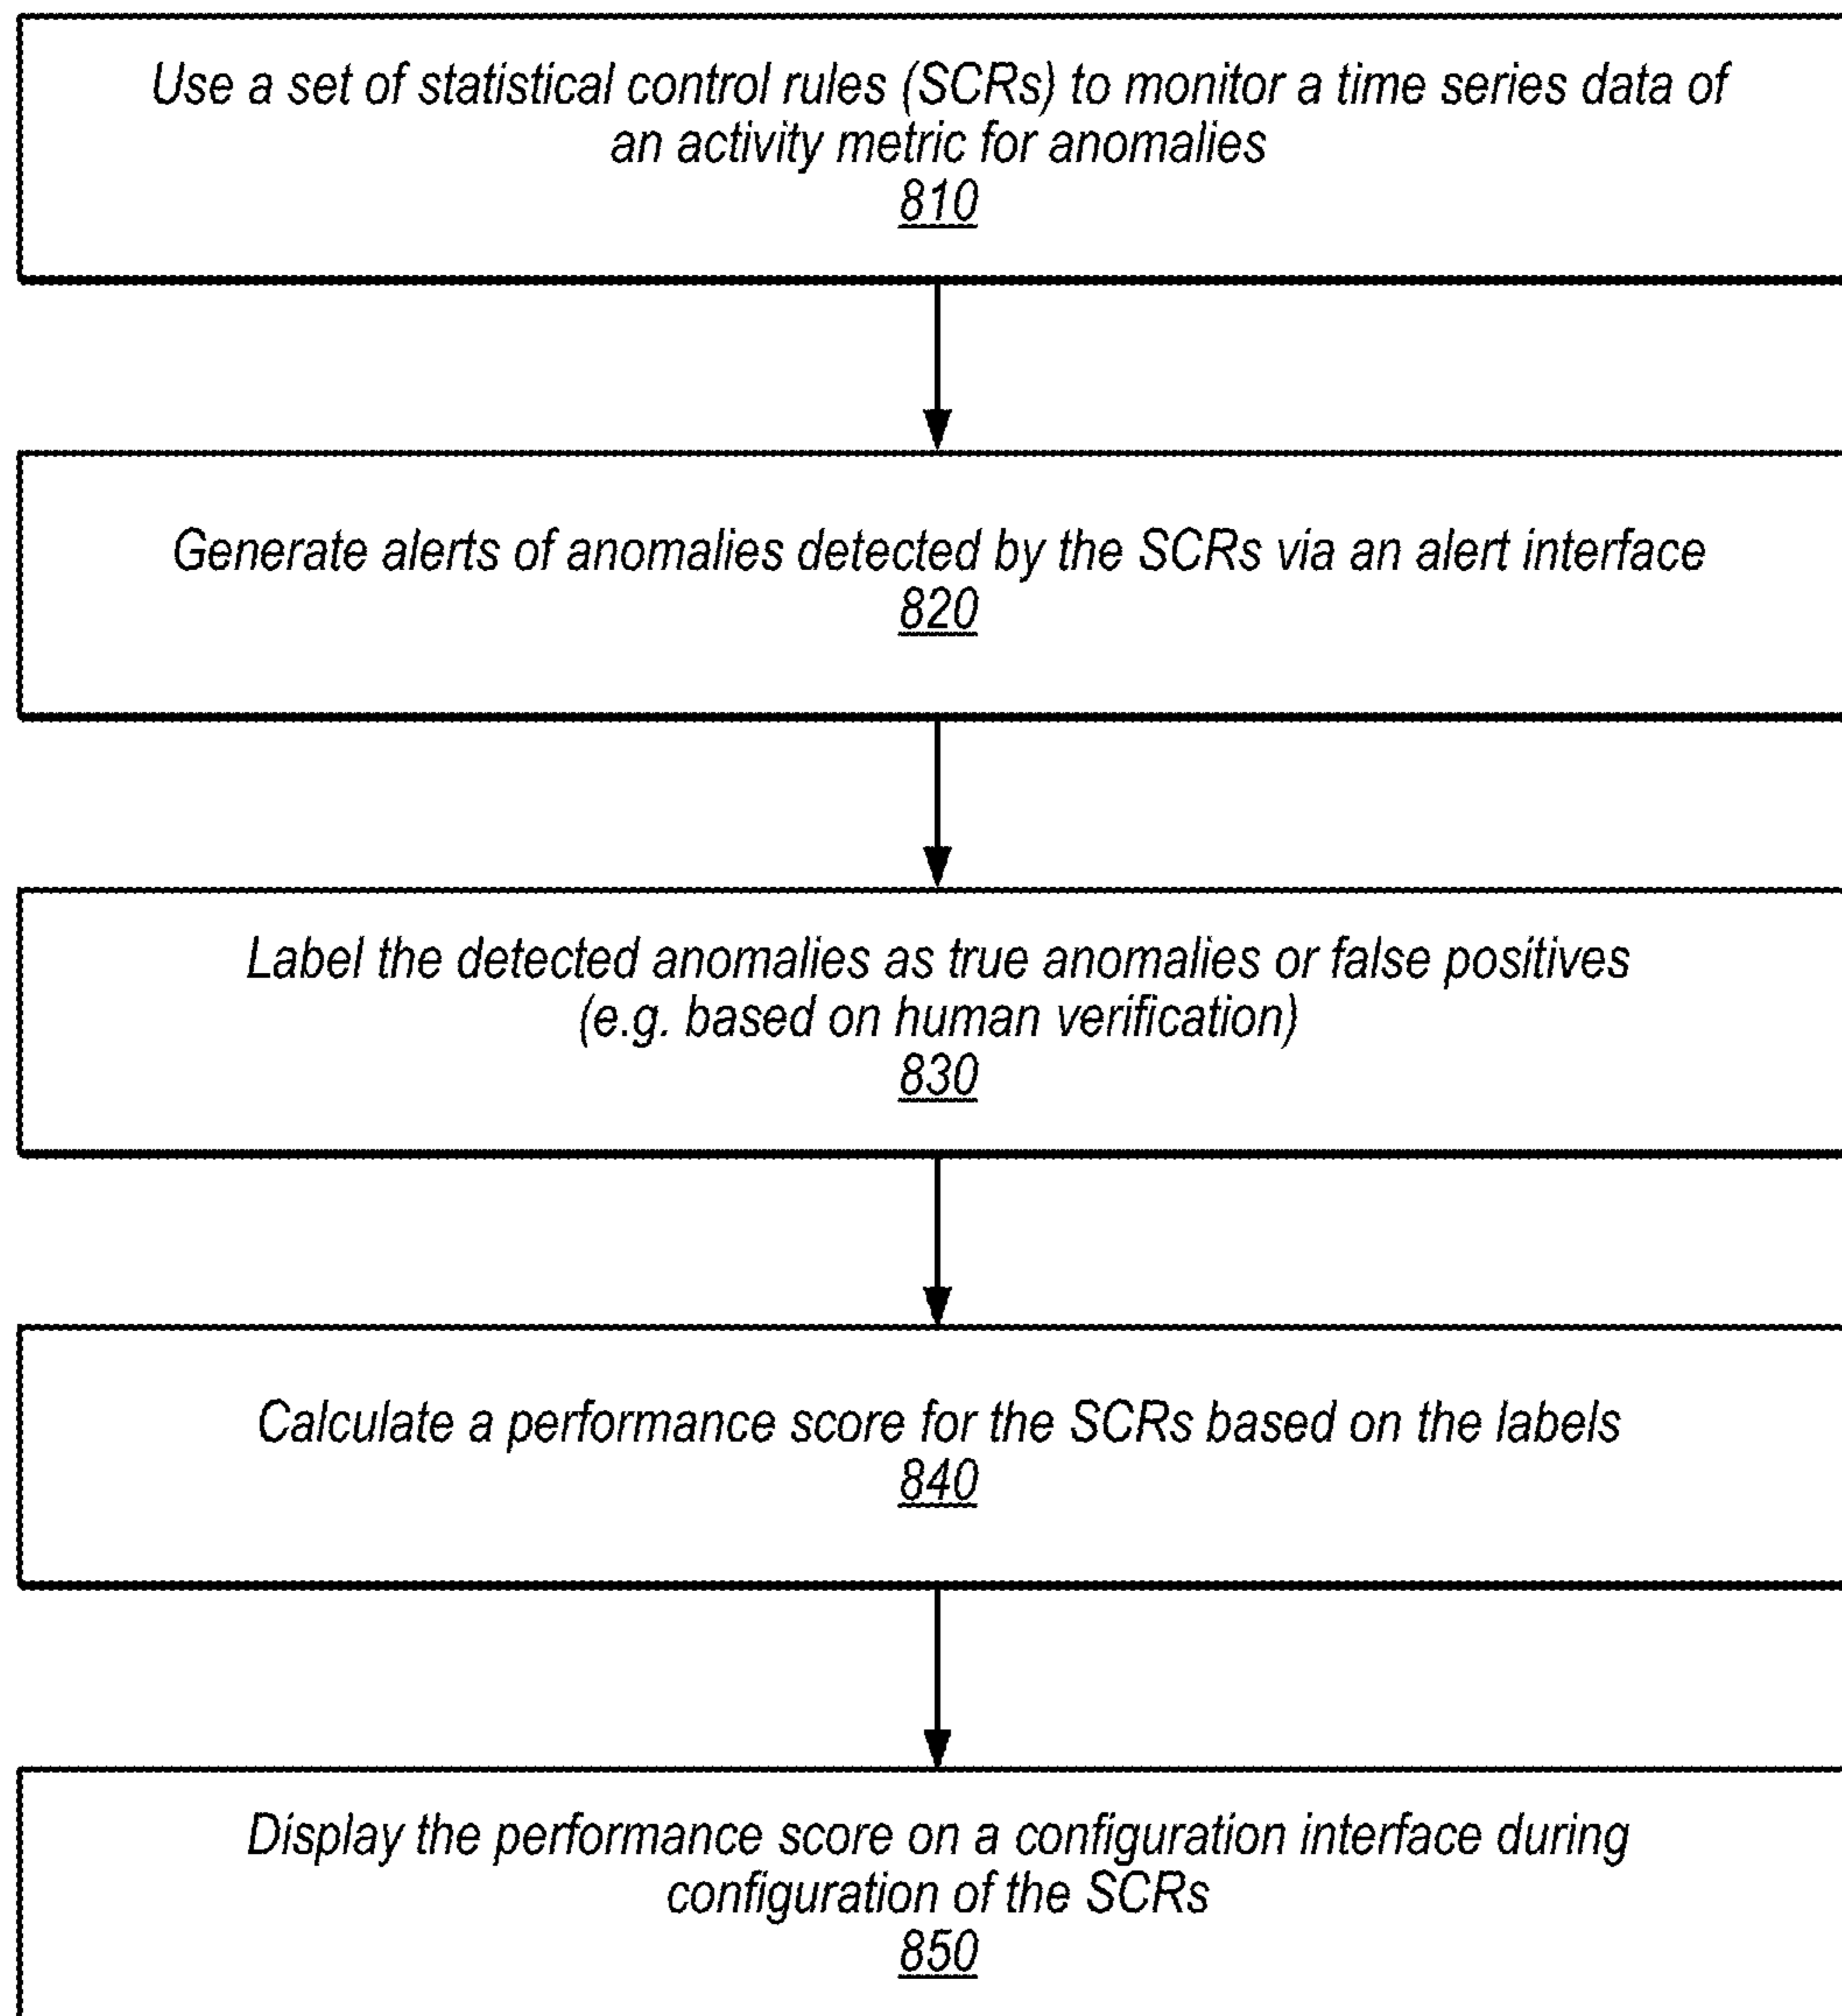 Use a set of statistical control rules (SCRs) to monitor a time series data of
an activity metric for anomalies
810
Generate alerts of anomalies detected by the SCRs via an alert interface
820
Label the detected anomalies as true anomalies or false positives
(e.g. based on human verification)
830
Calculate a performance score for the SCRs based on the labels
840
Display the performance score on a configuration interface during
configuration of the SCRs
850